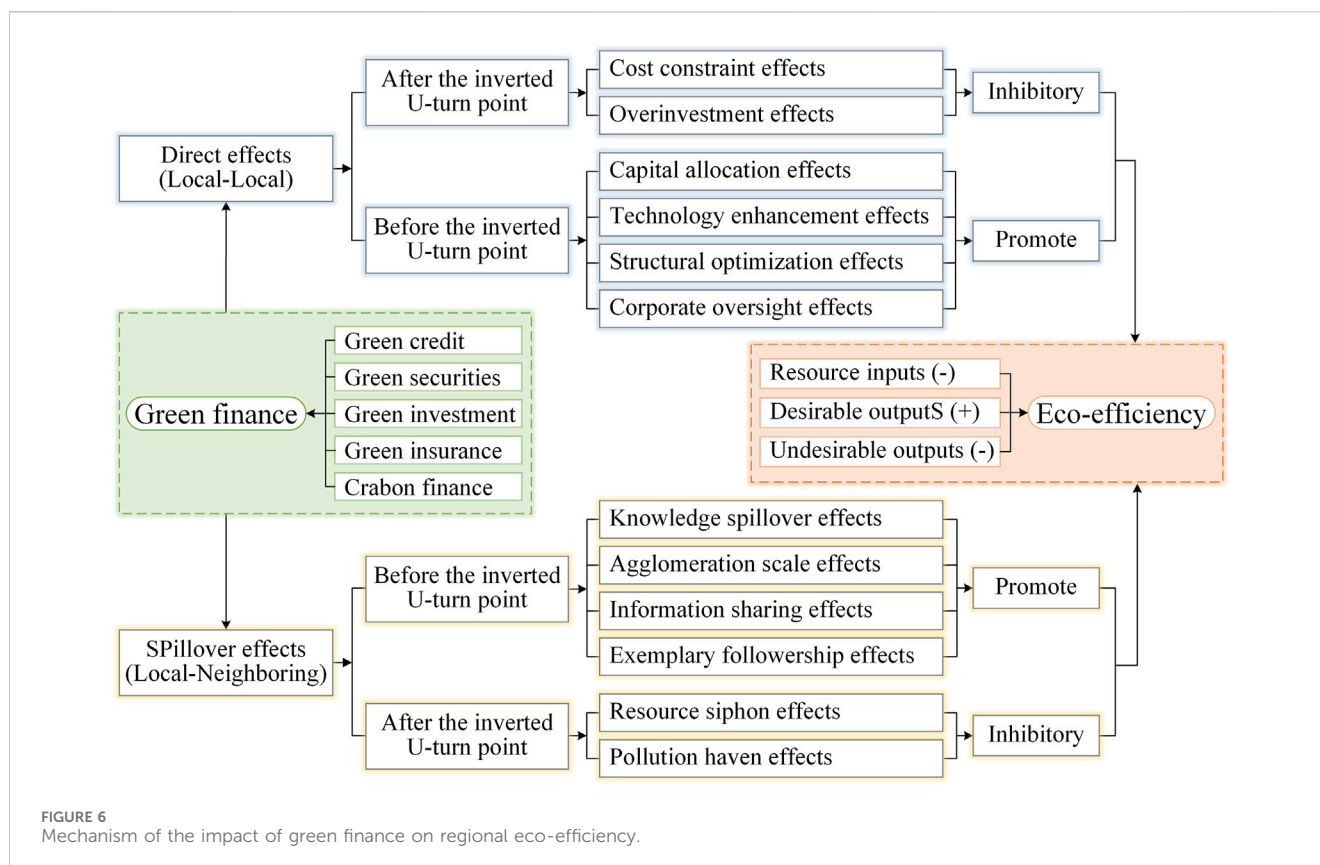 After the inverted
U-turn point
Cost constraint effects
Overinvestment effects
Inhibitory
Direct effects
(Local-Local)
Before the inverted
U-turn point
Capital allocation effects
Technology enhancement effects
Structural optimization effects
Corporate oversight effects
Promote
Green finance
Green credit
Green securities
Green investment
Green insurance
Crabon finance
Resource inputs (-)
Desirable outputS (+)
Undesirable outputs (-)
Eco-efficiency
SPillover effects
(Local-Neighboring)
Before the inverted
U-turn point
Knowledge spillover effects
Agglomeration scale effects
Information sharing effects
Exemplary followership effects
Promote
After the inverted
U-turn point
Resource siphon effects
Pollution haven effects
Inhibitory
FIGURE 6
Mechanism of the impact of green finance on regional eco-efficiency.